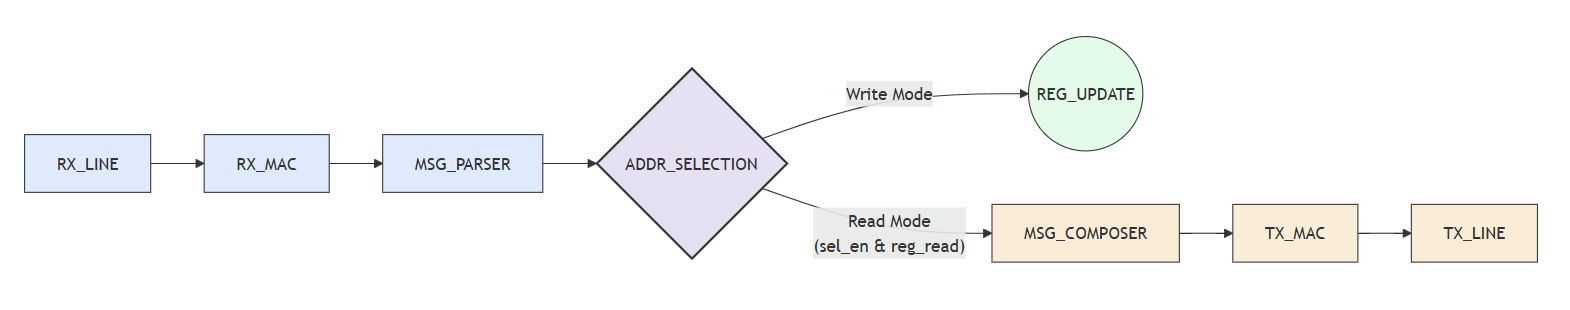 RX_LINE
RX_MAC
MSG_PARSER
ADDR_SELECTION
Write Mode
REG_UPDATE
Read Mode
(sel_en & reg_read)
MSG_COMPOSER
TX_MAC
TX_LINE